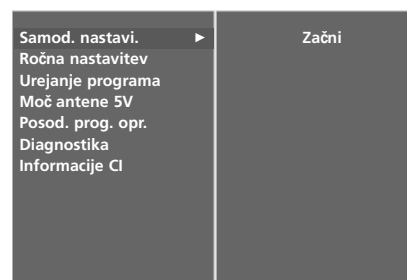 Samod. nastavi. ►
Začni
Ročna nastavitev
Urejanje programa
Moč antene 5V
Posod. prog. opr.
Diagnostika
Informacije CI